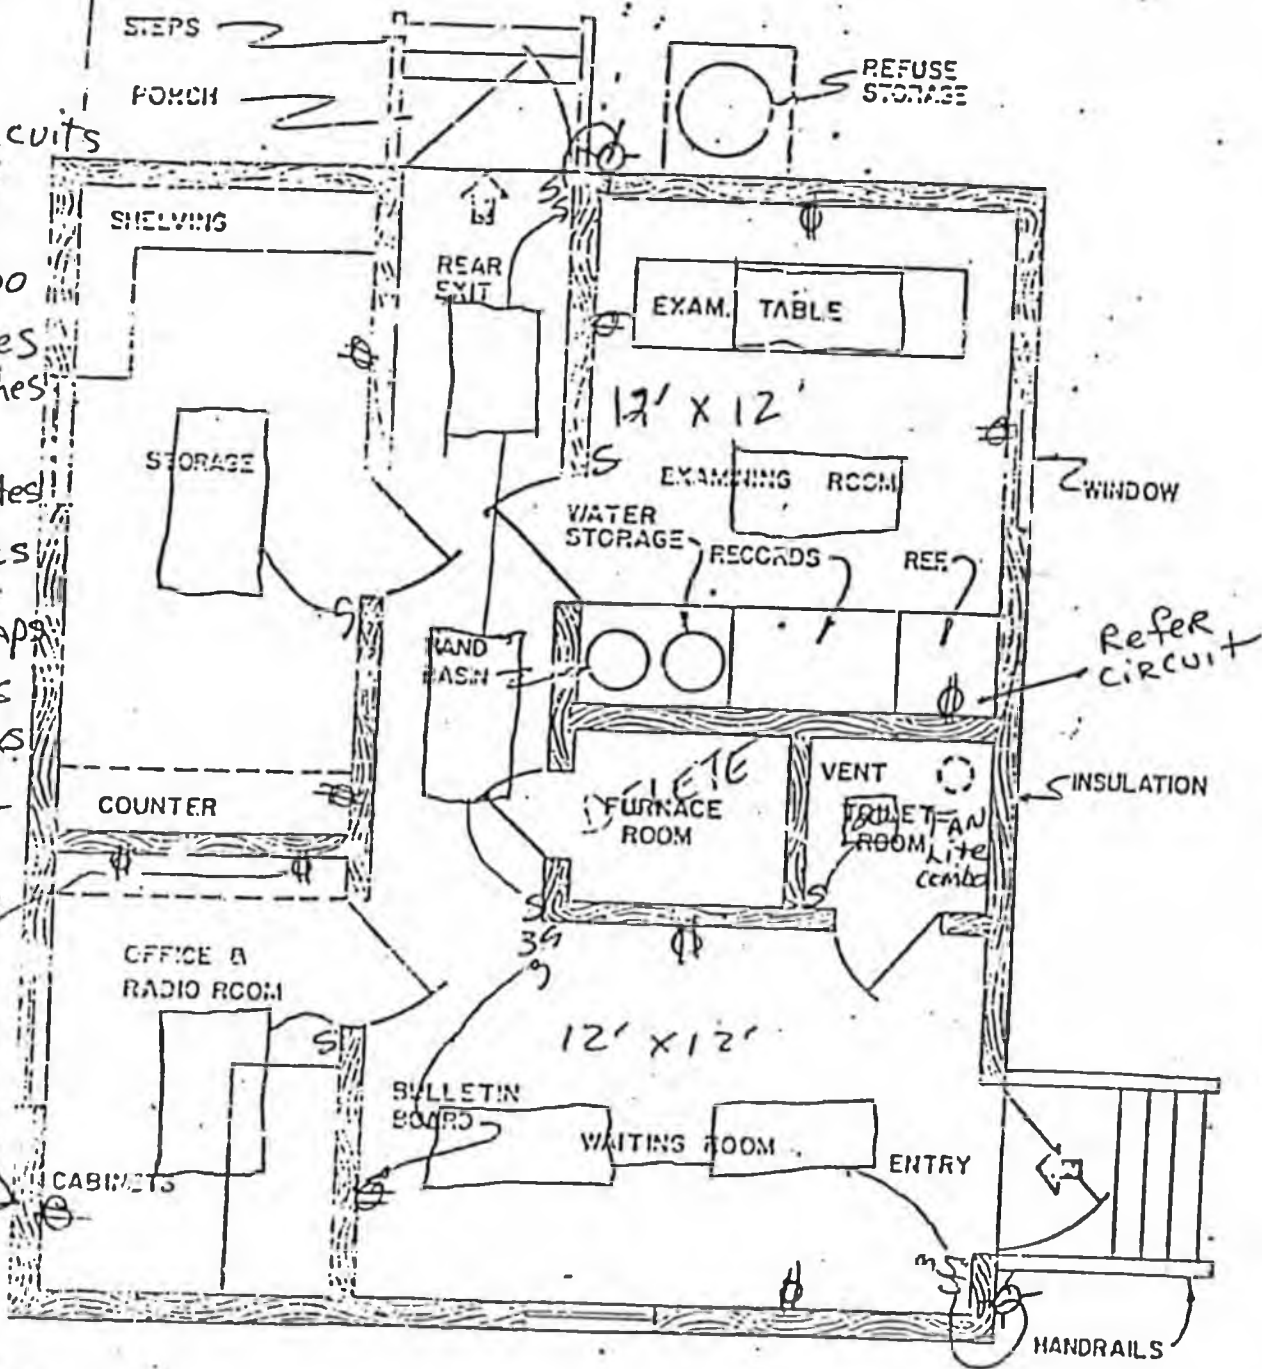 STEPS
PORCH
REFUSE
STORAGE
cuits
SHELVING
REAR
EXIT
EXAM. TABLE
12' X 12'
STORAGE
EXAMINING ROOM
WINDOW
WATER
STORAGE
RECORDS
REF.
Refer
CIRCUIT
HAND
BASIN
VENT
INSULATION
COUNTER
FURNACE
ROOM
TOILET
ROOM
FAN
Lite
combo
OFFICE &
RADIO ROOM
12' X 12'
BULLETIN
BOARD
WAITING ROOM
ENTRY
CABINETS
HANDRAILS